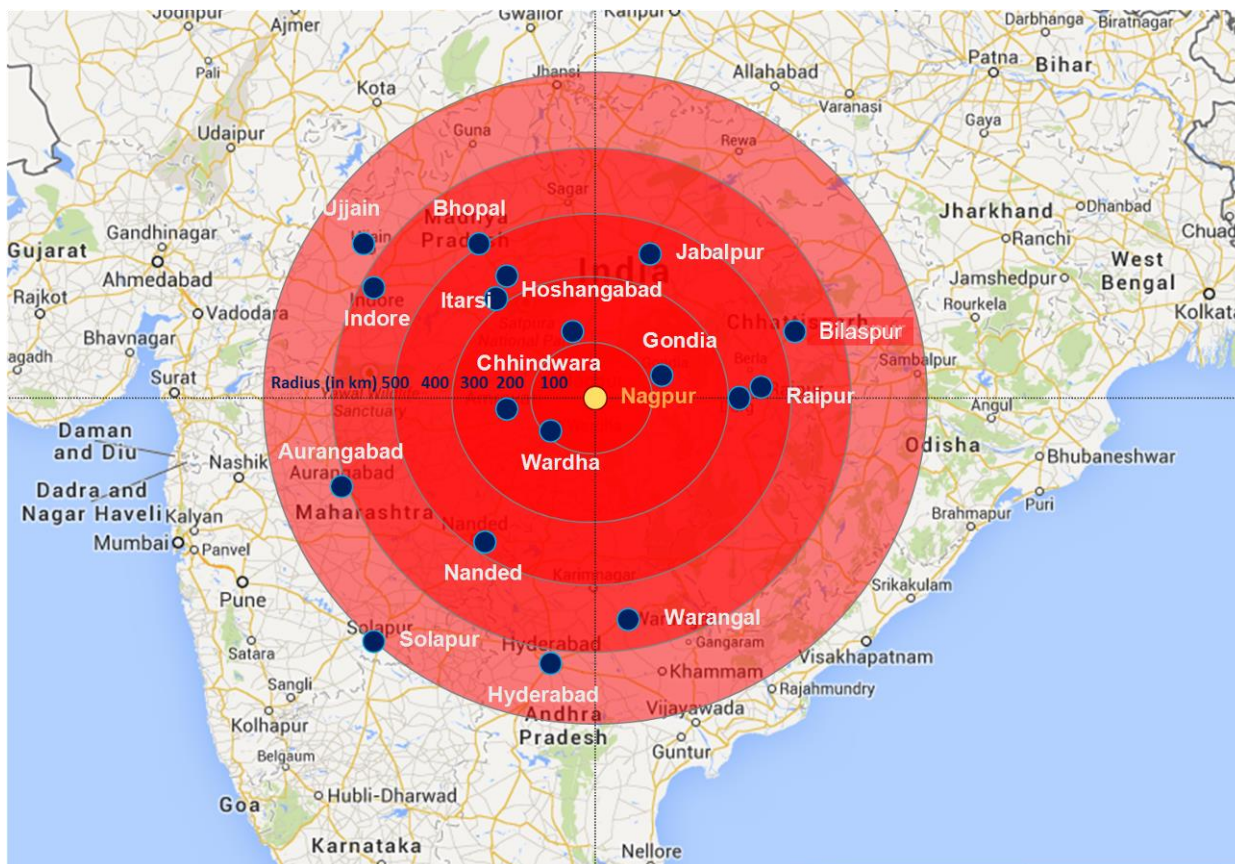 Jodhpur
Ajmer
Gwalior
Kanpur
Darbhanga
Biratnagar
Pali
Kota
Jhansi
Allahabad
Patna
Bihar
Varanasi
Udaipur
Guna
Rewa
Gaya
Sagar
Ujjain
Bhopal
Madhya
Pradesh
Jharkhand
Dhanbad
Gandhinagar
Gujarat
Ahmedabad
Jabalpur
Ranchi
India
Hoshangabad
Itarsi
Jamshedpur
West
Bengal
Rajkot
Vadodara
Indore
Indore
Rourkela
Kolkata
Chhattisgarh
Bilaspur
Bhavnagar
Gondia
Sambalpur
Chhindwara
Surat
Radius (in km) 500 400 300 200 100
Nagpur
Raipur
Sanctuary
Angul
Daman
and Diu
Odisha
Bhubaneshwar
Aurangabad
Aurangabad
Wardha
Nashik
Puri
Dadra and
Nagar Haveli
Maharashtra
Kalyan
Brahmapur
Mumbai
Panvel
Nanded
Nanded
Karimnagar
Pune
Srikakulam
Solapur
Solapur
Warangal
Hyderabad
Satara
Gangaram
Visakhapatnam
Khammam
Sangli
Hyderabad
Rajahmundry
Kolhapur
Andhra
Pradesh
Vijayawada
Guntur
Belgaum
Goa
Hubli-Dharwad
Karnataka
Nellore